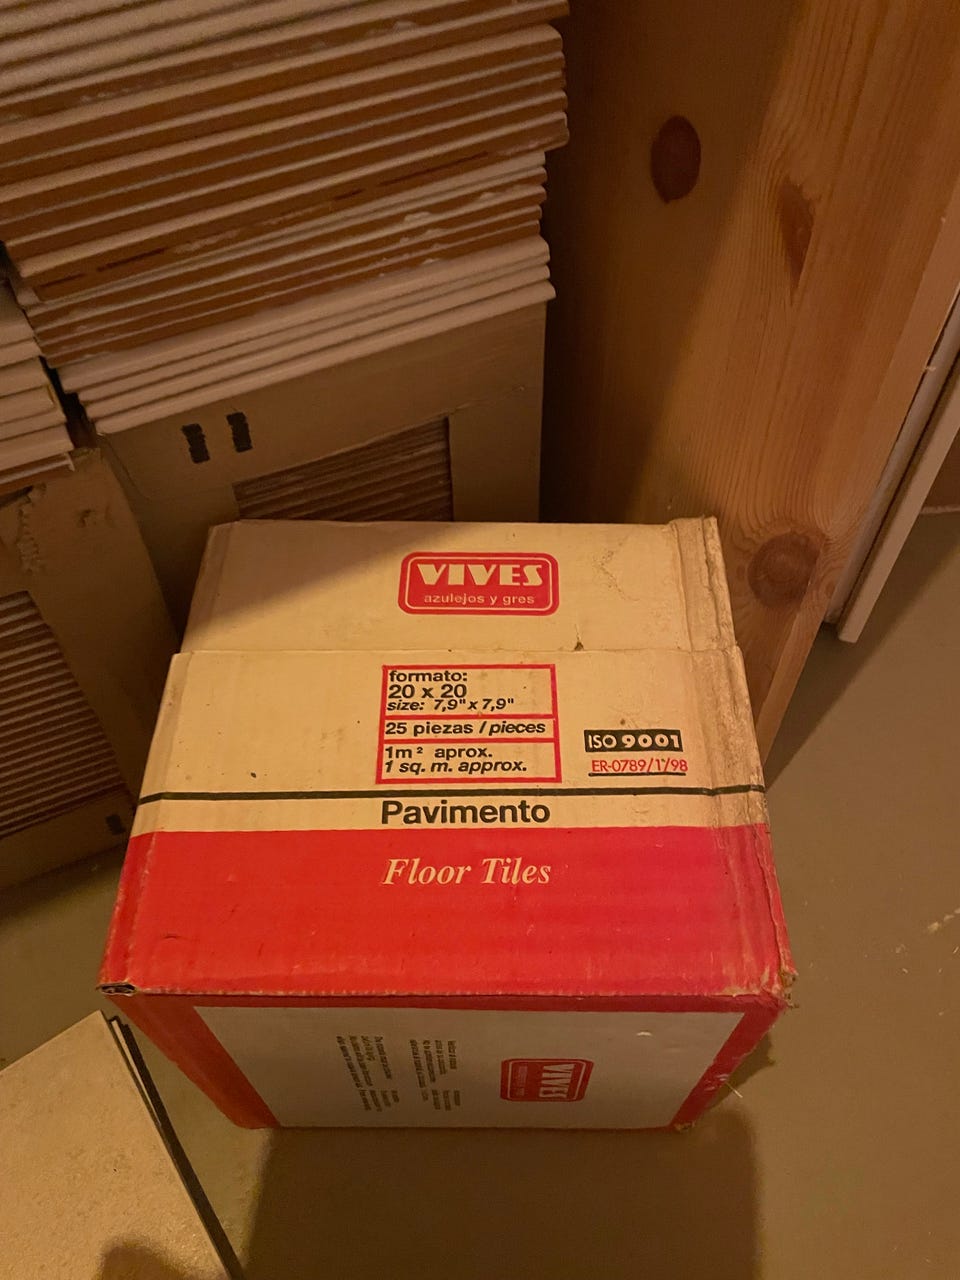 VIVES
azulejos y gres
formato:
20 x 20
size: 7,9" x 7,9"
25 piezas / pieces
1m² aprox.
1 sq. m. approx.
ISO 9001
ER-0789/1/98
Pavimento
Floor Tiles
VIVES